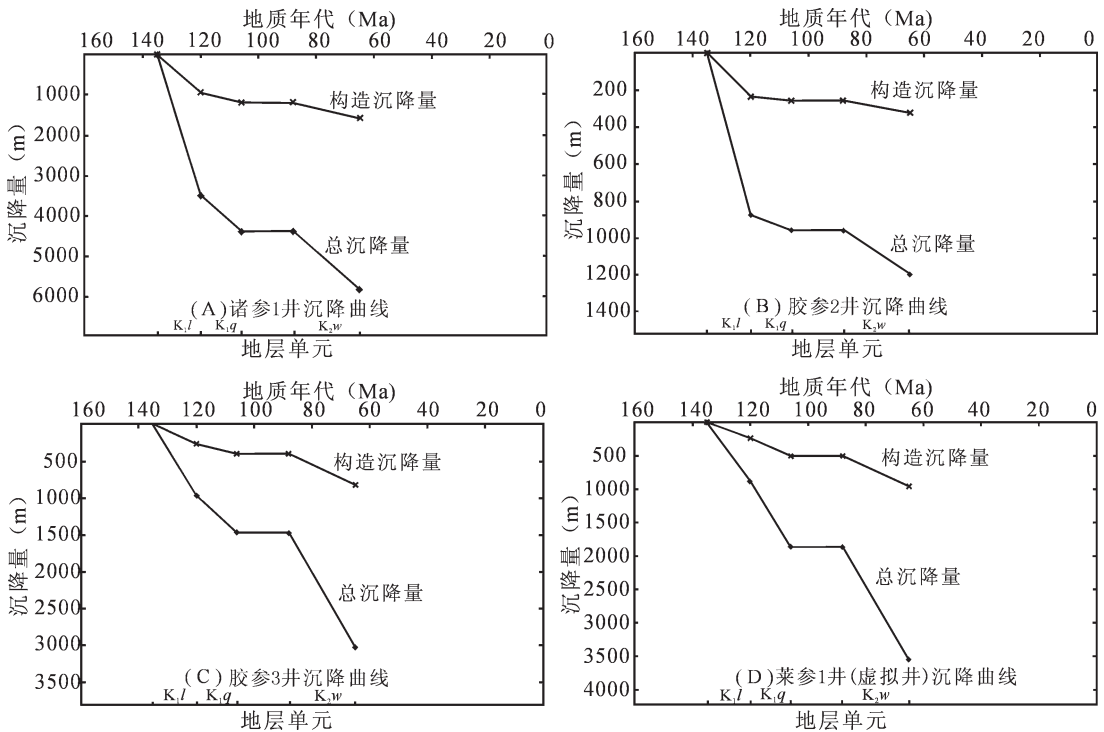 地质年代（Ma)
160 140 120 100 80 60 40 20 0
1000
2000
3000
4000
5000
6000
沉降量（m）
构造沉降量
总沉降量
(A)诸参1井沉降曲线
K₁l K₁q K₂w
地层单元
地质年代（Ma)
160 140 120 100 80 60 40 20 0
200
400
600
800
1000
1200
1400
沉降量（m）
构造沉降量
总沉降量
(B)胶参2井沉降曲线
K₁l K₁q K₂w
地层单元
地质年代（Ma)
160 140 120 100 80 60 40 20 0
500
1000
1500
2000
2500
3000
3500
沉降量（m）
构造沉降量
总沉降量
(C)胶参3井沉降曲线
K₁l K₁q K₂w
地层单元
地质年代（Ma)
160 140 120 100 80 60 40 20 0
500
1000
1500
2000
2500
3000
3500
4000
沉降量（m）
构造沉降量
总沉降量
(D)莱参1井(虚拟井)沉降曲线
K₁l K₁q K₂w
地层单元